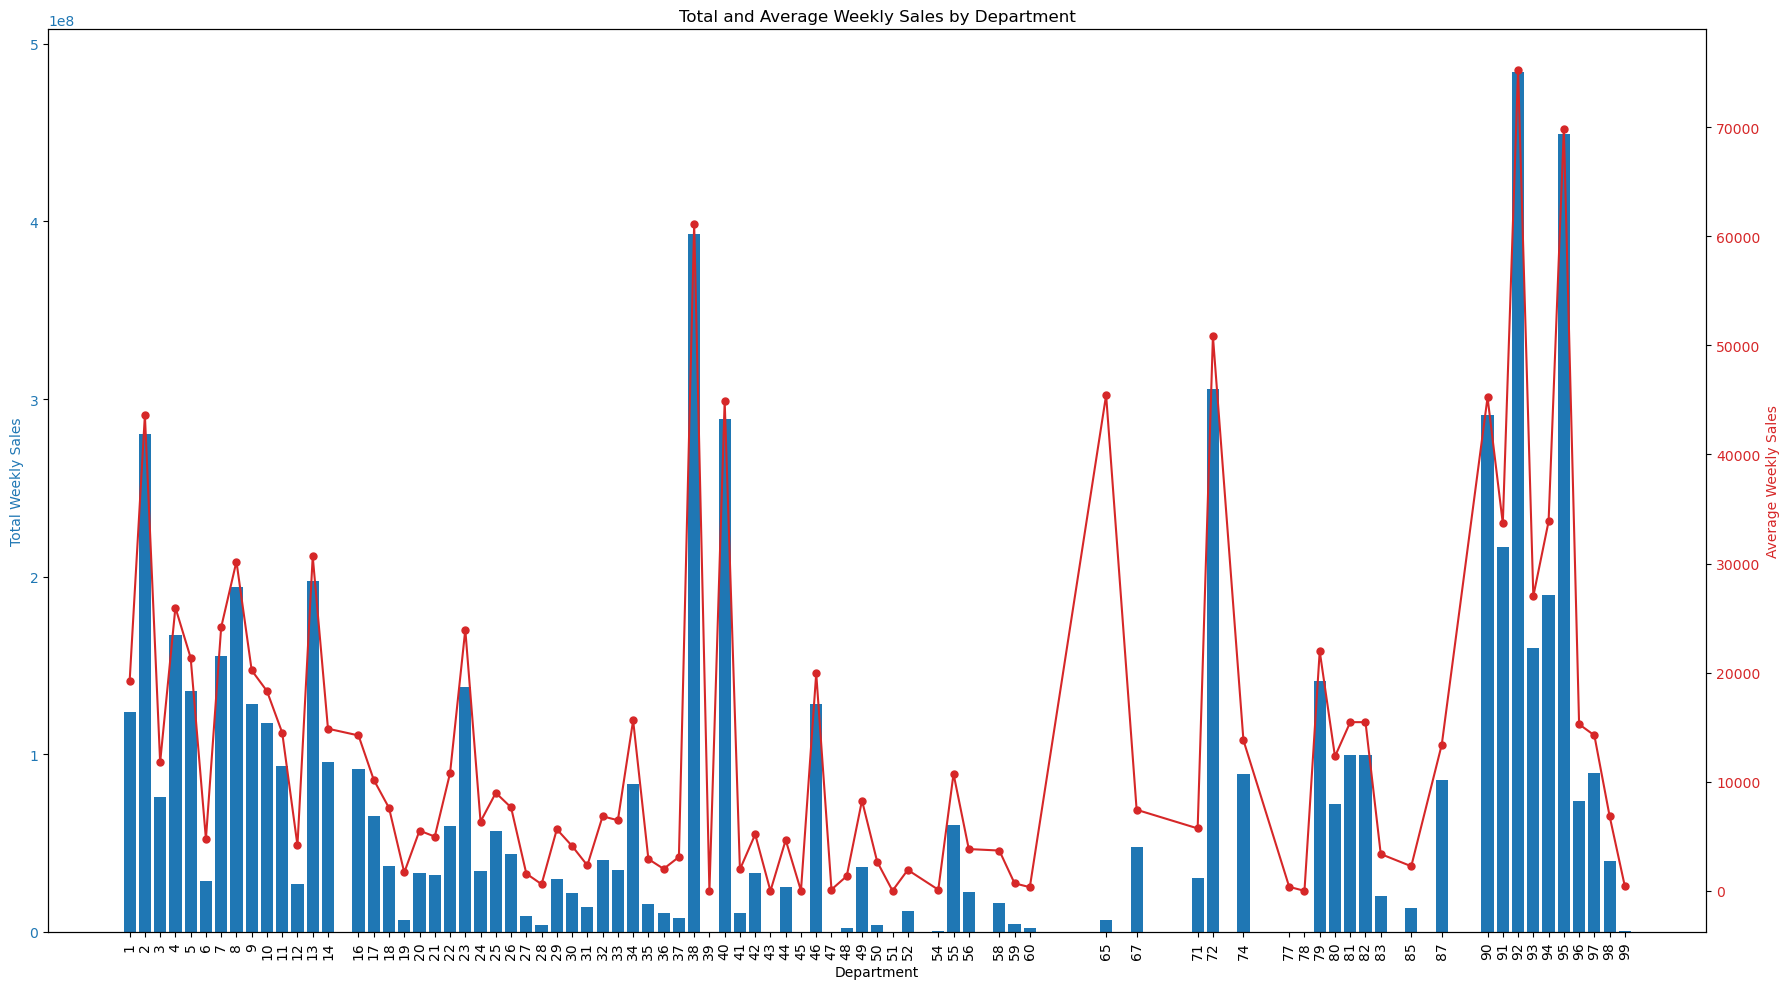 Total and Average Weekly Sales by Department
1e8
5
4
3
2
1
0
Total Weekly Sales
70000
60000
50000
40000
30000
20000
10000
0
Average Weekly Sales
1 2 3 4 5 6 7 8 9 10 11 12 13 14 16 17 18 19 20 21 22 23 24 25 26 27 28 29 30 31 32 33 34 35 36 37 38 39 40 41 42 43 44 45 46 47 48 49 50 51 52 54 55 56 58 59 60 65 67 71 72 74 77 78 79 80 81 82 83 85 87 90 91 92 93 94 95 96 97 98 99
Department